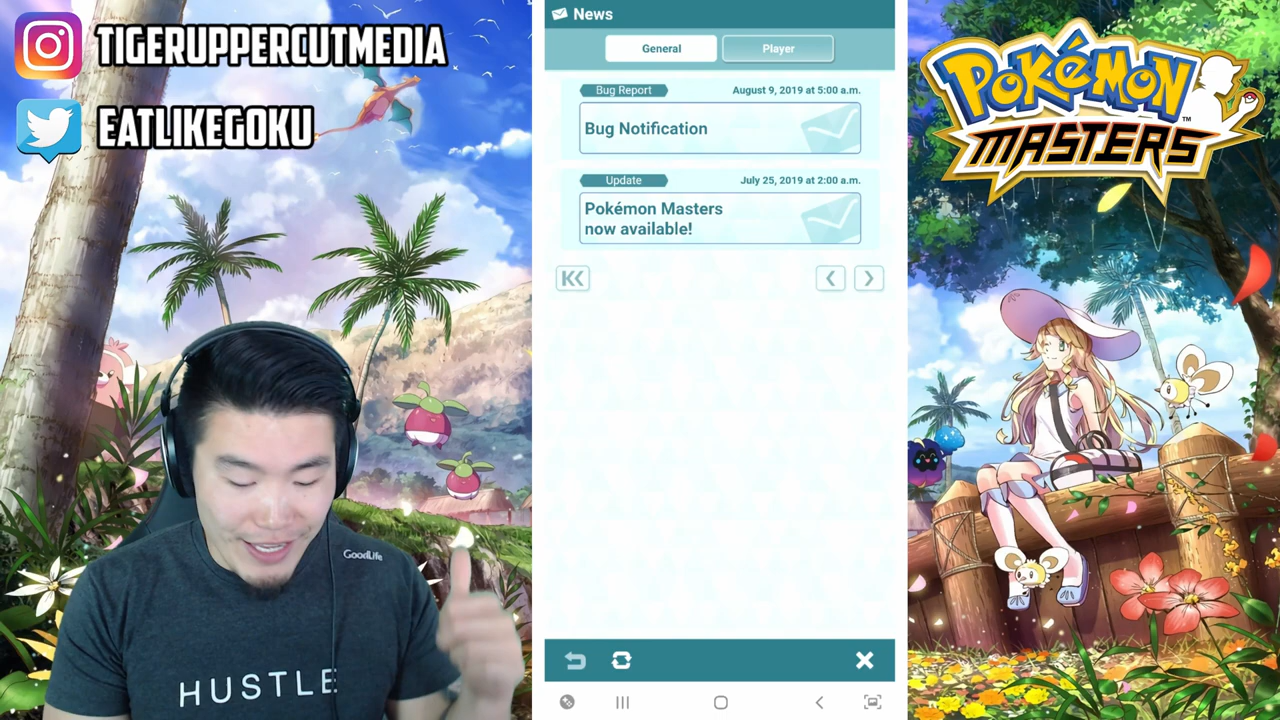 TIGERUPPERCUTMEDIA
EATLIKEGOKU
News
General
Player
Bug Report
August 9, 2019 at 5:00 a.m.
Bug Notification
Update
July 25, 2019 at 2:00 a.m.
Pokémon Masters
now available!
POKéMON
MASTERS
™
GOODLIFE
HUSTLE